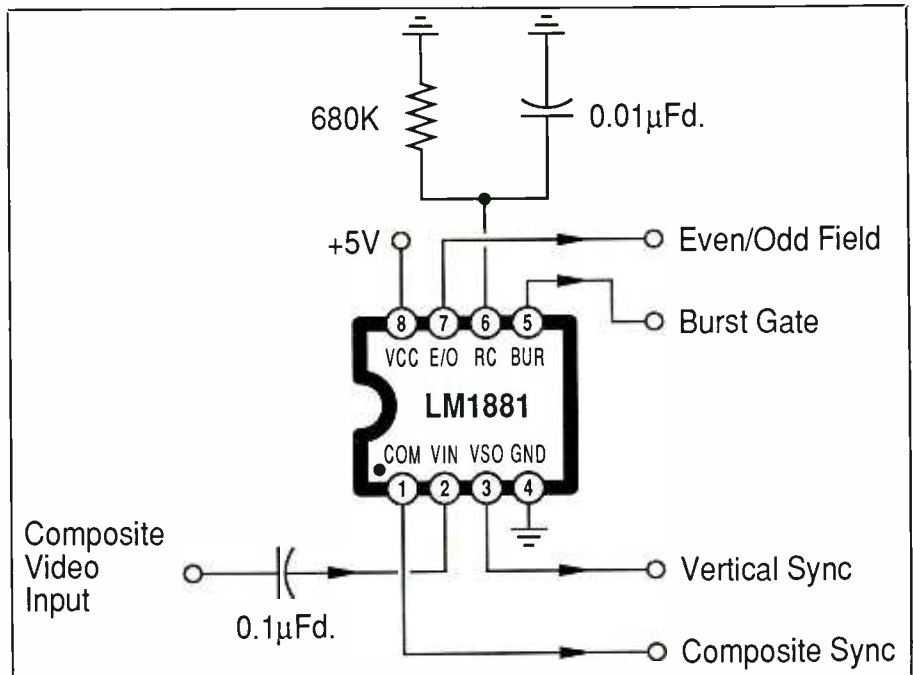 680K
0.01µFd.
+5V
Even/Odd Field
Burst Gate
8 7 6 5
VCC E/O RC BUR
LM1881
COM VIN VSO GND
1 2 3 4
Composite
Video
Input
0.1µFd.
Vertical Sync
Composite Sync